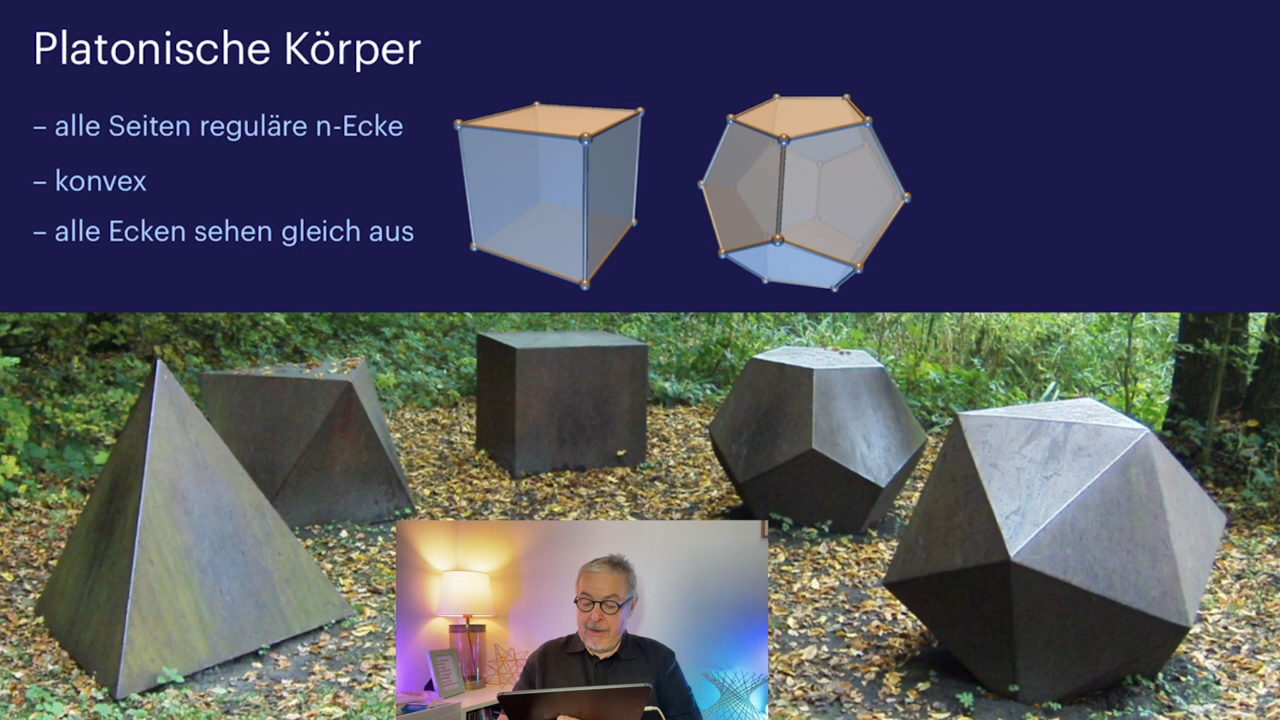 Platonische Körper
– alle Seiten reguläre n-Ecke
– konvex
– alle Ecken sehen gleich aus